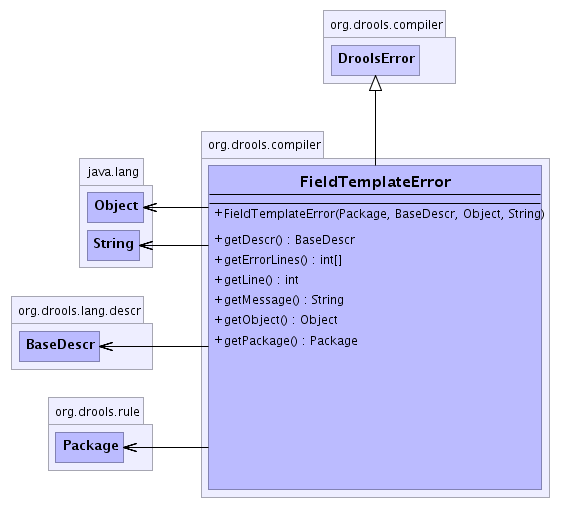 org.drools.compiler
DroolsError
org.drools.compiler
FieldTemplateError
+ FieldTemplateError(Package, BaseDescr, Object, String)
+ getDescr() : BaseDescr
+ getErrorLines() : int[]
+ getLine() : int
+ getMessage() : String
+ getObject() : Object
+ getPackage() : Package
java.lang
Object
String
org.drools.lang.descr
BaseDescr
org.drools.rule
Package